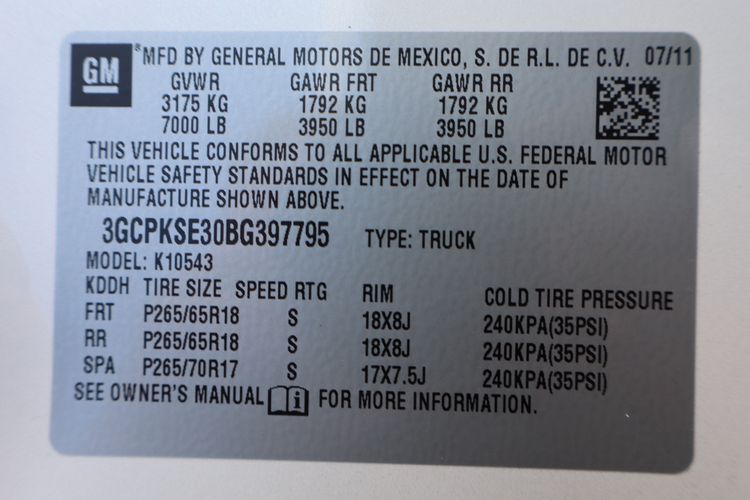 GM
®MFD BY GENERAL MOTORS DE MEXICO, S. DE R.L. DE C.V. 07/11
GVWR GAWR FRT GAWR RR
3175 KG 1792 KG 1792 KG
7000 LB 3950 LB 3950 LB
THIS VEHICLE CONFORMS TO ALL APPLICABLE U.S. FEDERAL MOTOR
VEHICLE SAFETY STANDARDS IN EFFECT ON THE DATE OF
MANUFACTURE SHOWN ABOVE.
3GCPKSE30BG397795 TYPE: TRUCK
MODEL: K10543
KDDH TIRE SIZE SPEED RTG RIM COLD TIRE PRESSURE
FRT P265/65R18 S 18X8J 240KPA(35PSI)
RR P265/65R18 S 18X8J 240KPA(35PSI)
SPA P265/70R17 S 17X7.5J 240KPA(35PSI)
SEE OWNER'S MANUAL i FOR MORE INFORMATION.